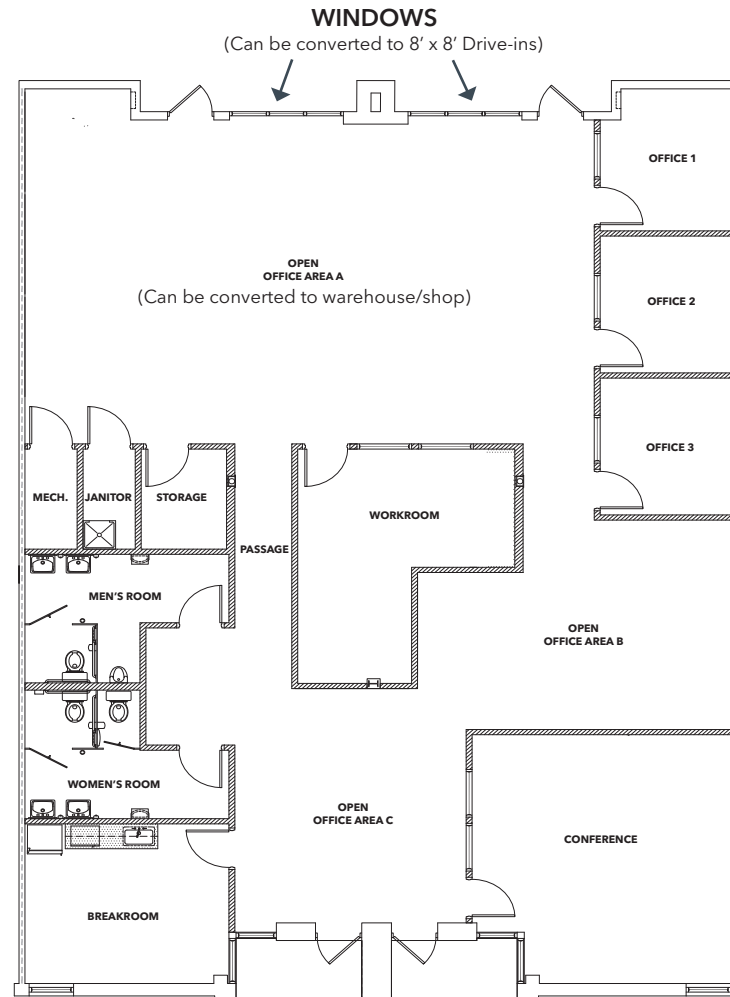 WINDOWS
(Can be converted to 8’ x 8’ Drive-ins)
OFFICE 1
OPEN
OFFICE AREA A
(Can be converted to warehouse/shop)
OFFICE 2
OFFICE 3
MECH.
JANITOR
STORAGE
WORKROOM
PASSAGE
MEN’S ROOM
OPEN
OFFICE AREA B
WOMEN’S ROOM
OPEN
OFFICE AREA C
CONFERENCE
BREAKROOM